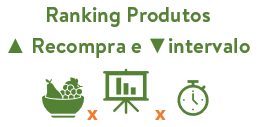 Ranking Produtos
▲ Recompra e ▼intervalo
x x